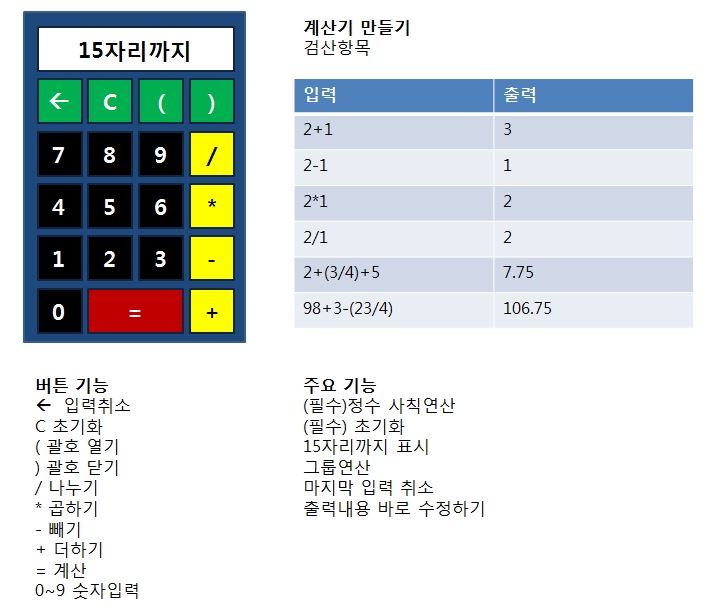 15자리까지
← C ( )
7 8 9 /
4 5 6 *
1 2 3 -
0 = +
계산기 만들기
검산항목
입력 출력
2+1 3
2-1 1
2*1 2
2/1 2
2+(3/4)+5 7.75
98+3-(23/4) 106.75
버튼 기능
← 입력취소
C 초기화
( 괄호 열기
) 괄호 닫기
/ 나누기
* 곱하기
- 빼기
+ 더하기
= 계산
0~9 숫자입력
주요 기능
(필수)정수 사칙연산
(필수) 초기화
15자리까지 표시
그룹연산
마지막 입력 취소
출력내용 바로 수정하기